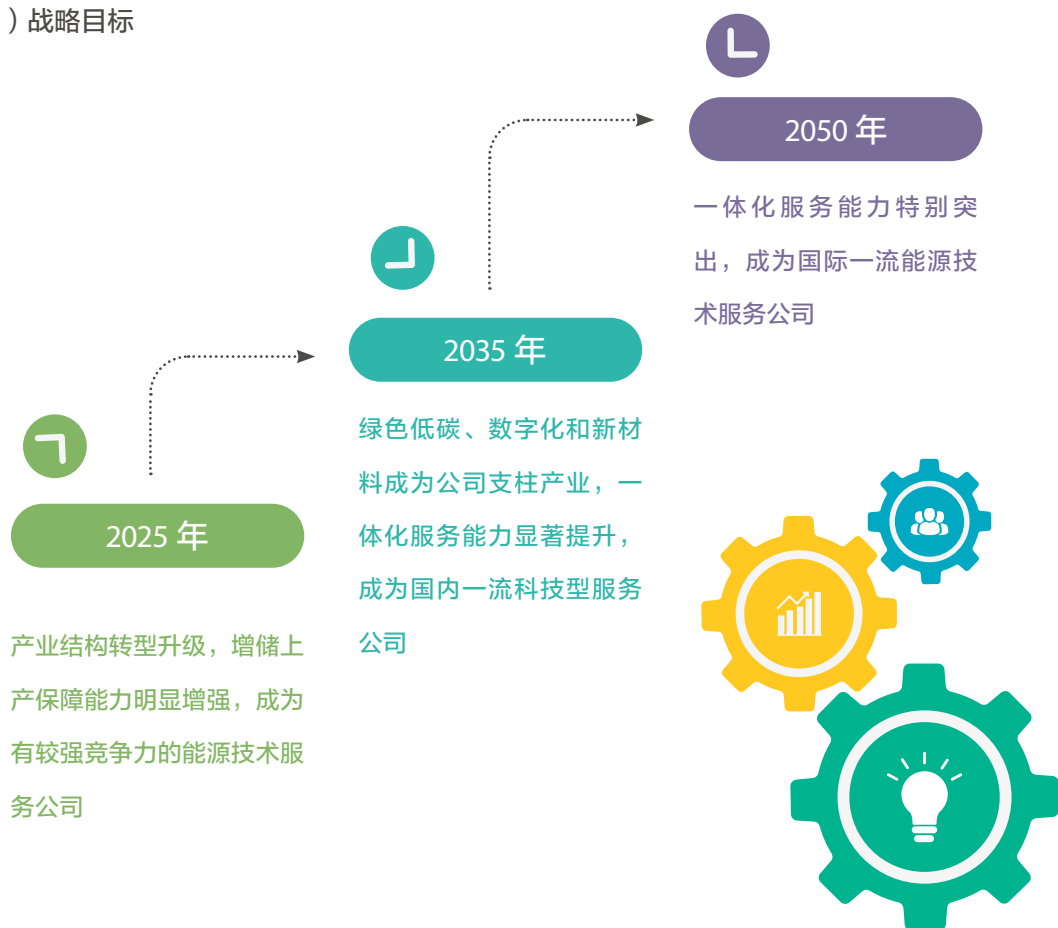 ）战略目标
2025 年
产业结构转型升级，增储上
产保障能力明显增强，成为
有较强竞争力的能源技术服
务公司
2035 年
绿色低碳、数字化和新材
料成为公司支柱产业，一
体化服务能力显著提升，
成为国内一流科技型服务
公司
2050 年
一体化服务能力特别突
出，成为国际一流能源技
术服务公司